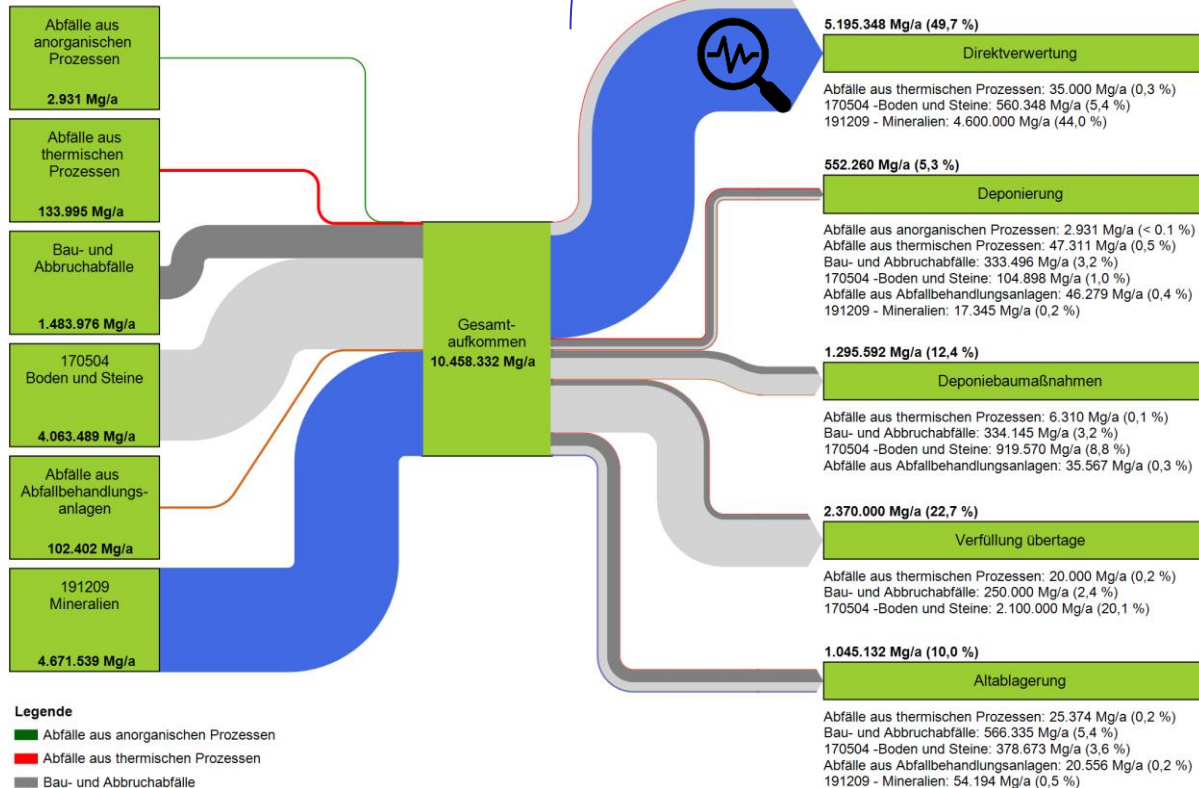 Abfälle aus
anorganischen
Prozessen
2.931 Mg/a
Abfälle aus
thermischen
Prozessen
133.995 Mg/a
Bau- und
Abbruchabfälle
1.483.976 Mg/a
170504
Boden und Steine
4.063.489 Mg/a
Abfälle aus
Abfallbehandlungs-
anlagen
102.402 Mg/a
191209
Mineralien
4.671.539 Mg/a
Legende
Abfälle aus anorganischen Prozessen
Abfälle aus thermischen Prozessen
Bau- und Abbruchabfälle
Gesamt-
aufkommen
10.458.332 Mg/a
5.195.348 Mg/a (49,7 %)
Direktverwertung
Abfälle aus thermischen Prozessen: 35.000 Mg/a (0,3 %)
170504 -Boden und Steine: 560.348 Mg/a (5,4 %)
191209 - Mineralien: 4.600.000 Mg/a (44,0 %)
552.260 Mg/a (5,3 %)
Deponierung
Abfälle aus anorganischen Prozessen: 2.931 Mg/a (< 0.1 %)
Abfälle aus thermischen Prozessen: 47.311 Mg/a (0,5 %)
Bau- und Abbruchabfälle: 333.496 Mg/a (3,2 %)
170504 -Boden und Steine: 104.898 Mg/a (1,0 %)
Abfälle aus Abfallbehandlungsanlagen: 46.279 Mg/a (0,4 %)
191209 - Mineralien: 17.345 Mg/a (0,2 %)
1.295.592 Mg/a (12,4 %)
Deponiebaumaßnahmen
Abfälle aus thermischen Prozessen: 6.310 Mg/a (0,1 %)
Bau- und Abbruchabfälle: 334.145 Mg/a (3,2 %)
170504 -Boden und Steine: 919.570 Mg/a (8,8 %)
Abfälle aus Abfallbehandlungsanlagen: 35.567 Mg/a (0,3 %)
2.370.000 Mg/a (22,7 %)
Verfüllung übertage
Abfälle aus thermischen Prozessen: 20.000 Mg/a (0,2 %)
Bau- und Abbruchabfälle: 250.000 Mg/a (2,4 %)
170504 -Boden und Steine: 2.100.000 Mg/a (20,1 %)
1.045.132 Mg/a (10,0 %)
Altablagerung
Abfälle aus thermischen Prozessen: 25.374 Mg/a (0,2 %)
Bau- und Abbruchabfälle: 566.335 Mg/a (5,4 %)
170504 -Boden und Steine: 378.673 Mg/a (3,6 %)
Abfälle aus Abfallbehandlungsanlagen: 20.556 Mg/a (0,2 %)
191209 - Mineralien: 54.194 Mg/a (0,5 %)